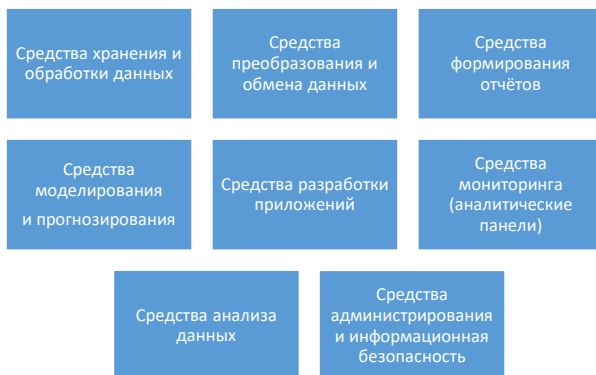 Средства хранения и
обработки данных
Средства
преобразования и
обмена данных
Средства
формирования
отчётов
Средства
моделирования
и прогнозирования
Средства разработки
приложений
Средства
мониторинга
(аналитические
панели)
Средства анализа
данных
Средства
администрирования
и информационная
безопасность